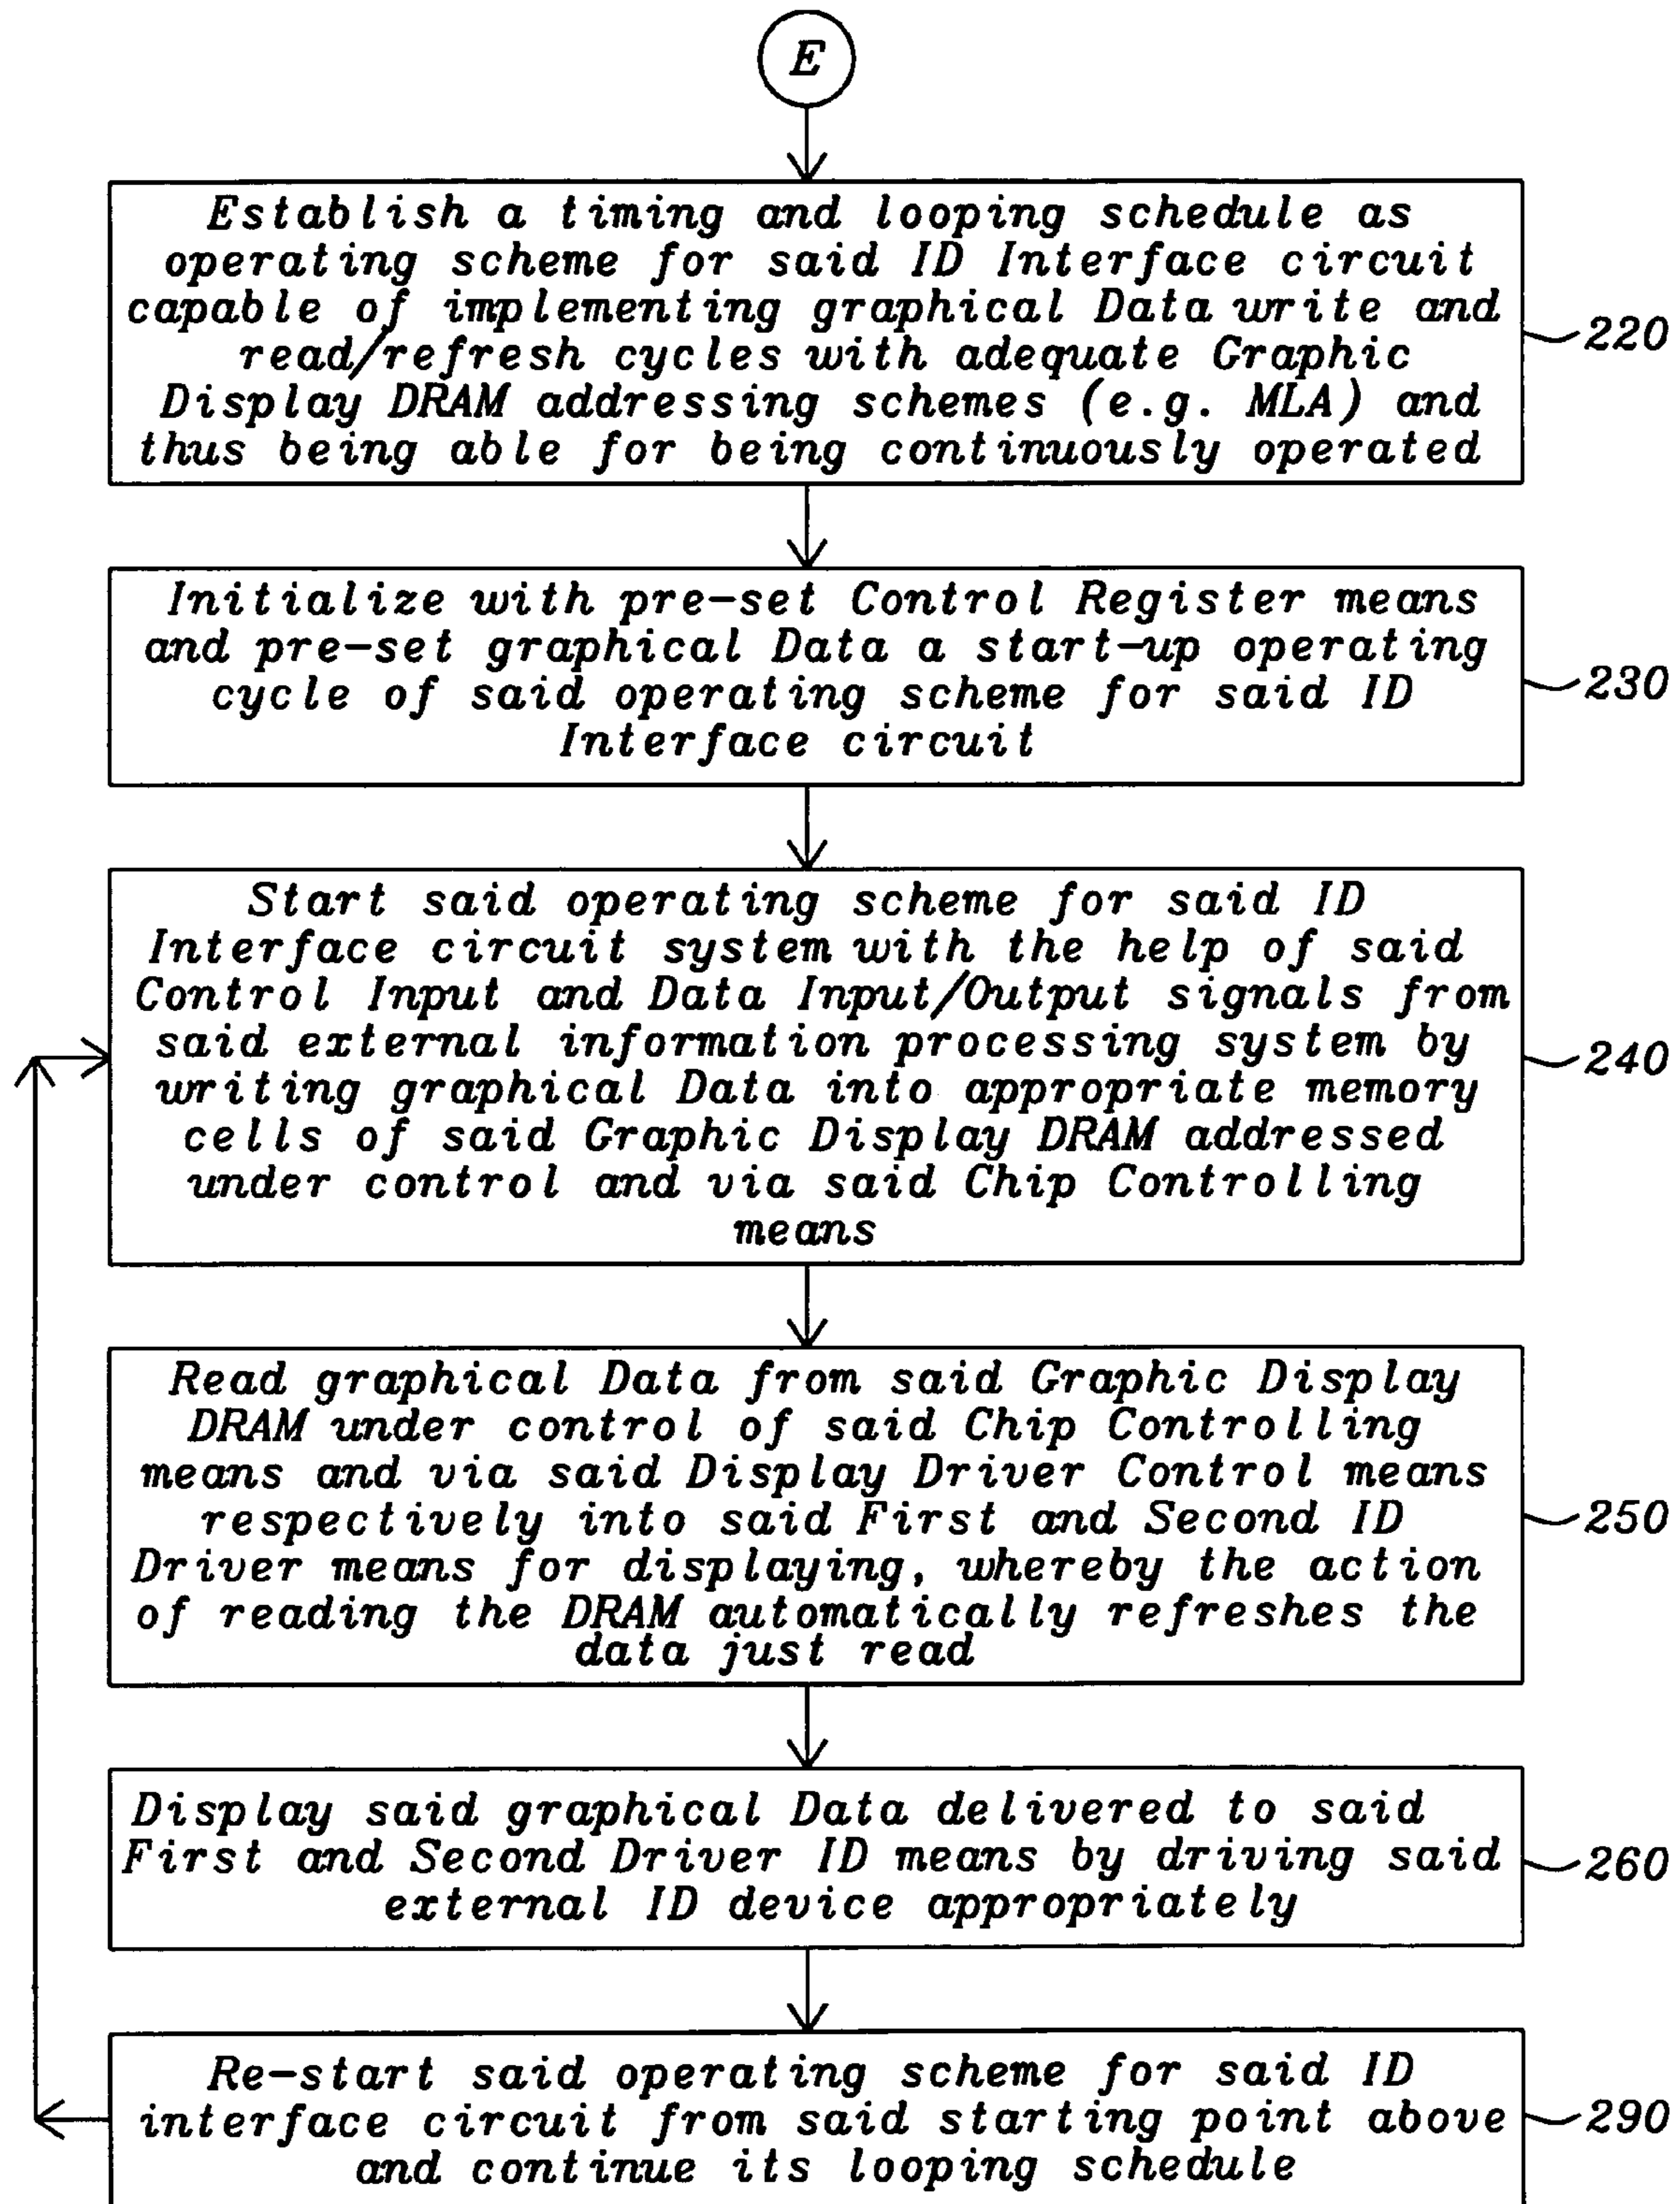 E
Establish a timing and looping schedule as
operating scheme for said ID Interface circuit
capable of implementing graphical Data write and
read/refresh cycles with adequate Graphic
Display DRAM addressing schemes (e.g. MLA) and
thus being able for being continuously operated
220
Initialize with pre-set Control Register means
and pre-set graphical Data a start-up operating
cycle of said operating scheme for said ID
Interface circuit
230
Start said operating scheme for said ID
Interface circuit system with the help of said
Control Input and Data Input/Output signals from
said external information processing system by
writing graphical Data into appropriate memory
cells of said Graphic Display DRAM addressed
under control and via said Chip Controlling
means
240
Read graphical Data from said Graphic Display
DRAM under control of said Chip Controlling
means and via said Display Driver Control means
respectively into said First and Second ID
Driver means for displaying, whereby the action
of reading the DRAM automatically refreshes the
data just read
250
Display said graphical Data delivered to said
First and Second Driver ID means by driving said
external ID device appropriately
260
Re-start said operating scheme for said ID
interface circuit from said starting point above
and continue its looping schedule
290